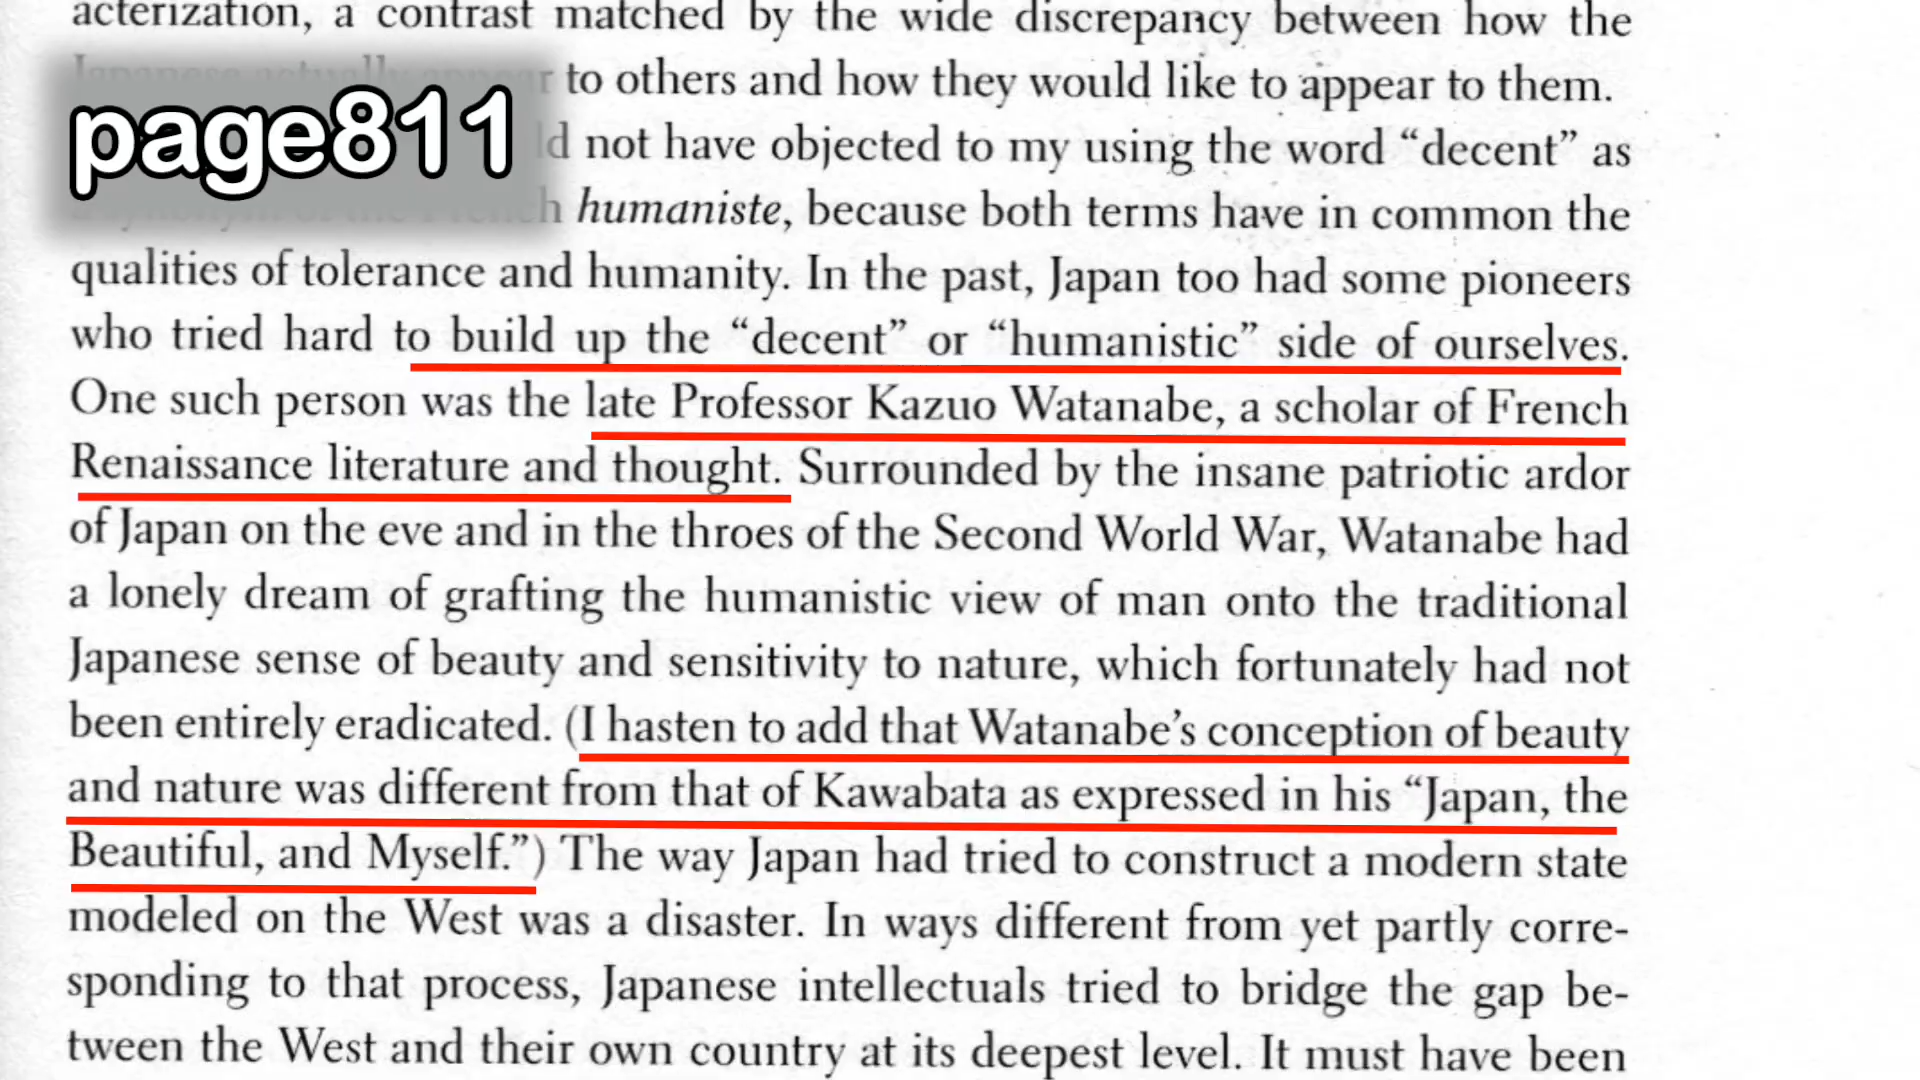 acterization, a contrast matched by the wide discrepancy between how the
Japanese actually appear to others and how they would like to appear to them.
page811
d not have objected to my using the word “decent” as
h humaniste, because both terms have in common the
qualities of tolerance and humanity. In the past, Japan too had some pioneers
who tried hard to build up the “decent” or “humanistic” side of ourselves.
One such person was the late Professor Kazuo Watanabe, a scholar of French
Renaissance literature and thought. Surrounded by the insane patriotic ardor
of Japan on the eve and in the throes of the Second World War, Watanabe had
a lonely dream of grafting the humanistic view of man onto the traditional
Japanese sense of beauty and sensitivity to nature, which fortunately had not
been entirely eradicated. (I hasten to add that Watanabe’s conception of beauty
and nature was different from that of Kawabata as expressed in his “Japan, the
Beautiful, and Myself.”) The way Japan had tried to construct a modern state
modeled on the West was a disaster. In ways different from yet partly corre-
sponding to that process, Japanese intellectuals tried to bridge the gap be-
tween the West and their own country at its deepest level. It must have been